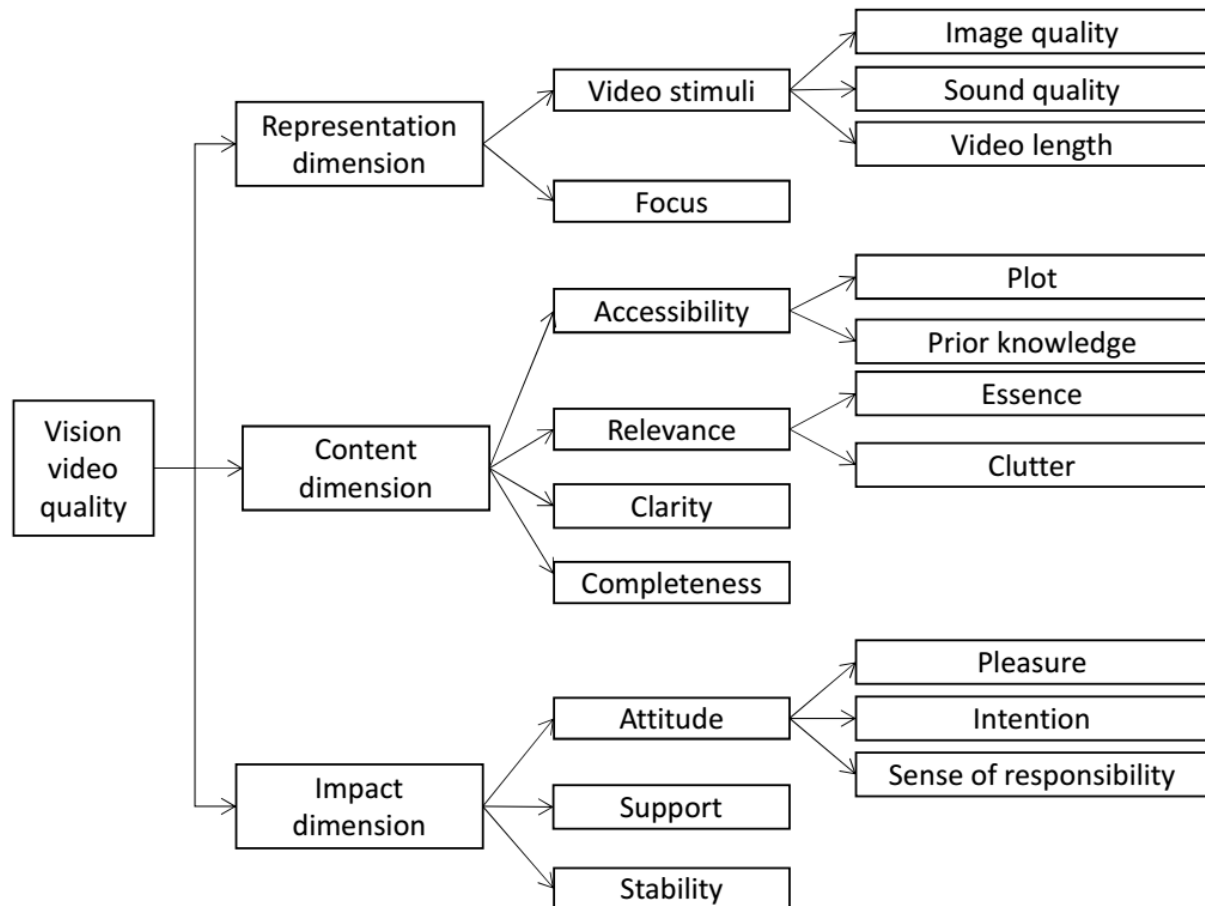 Vision
video
quality
Representation
dimension
Video stimuli
Image quality
Sound quality
Video length
Focus
Content
dimension
Accessibility
Plot
Prior knowledge
Relevance
Essence
Clutter
Clarity
Completeness
Impact
dimension
Attitude
Pleasure
Intention
Sense of responsibility
Support
Stability